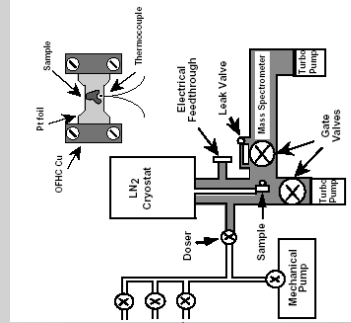 Sample
Thermocouple
Pt foil
OFHC Cu
Electrical
Feedthrough
Leak Valve
Mass Spectrometer
Turbo
Pump
LN2
Cryostat
Gate
Valves
Doser
Sample
Turbo
Pump
Mechanical
Pump